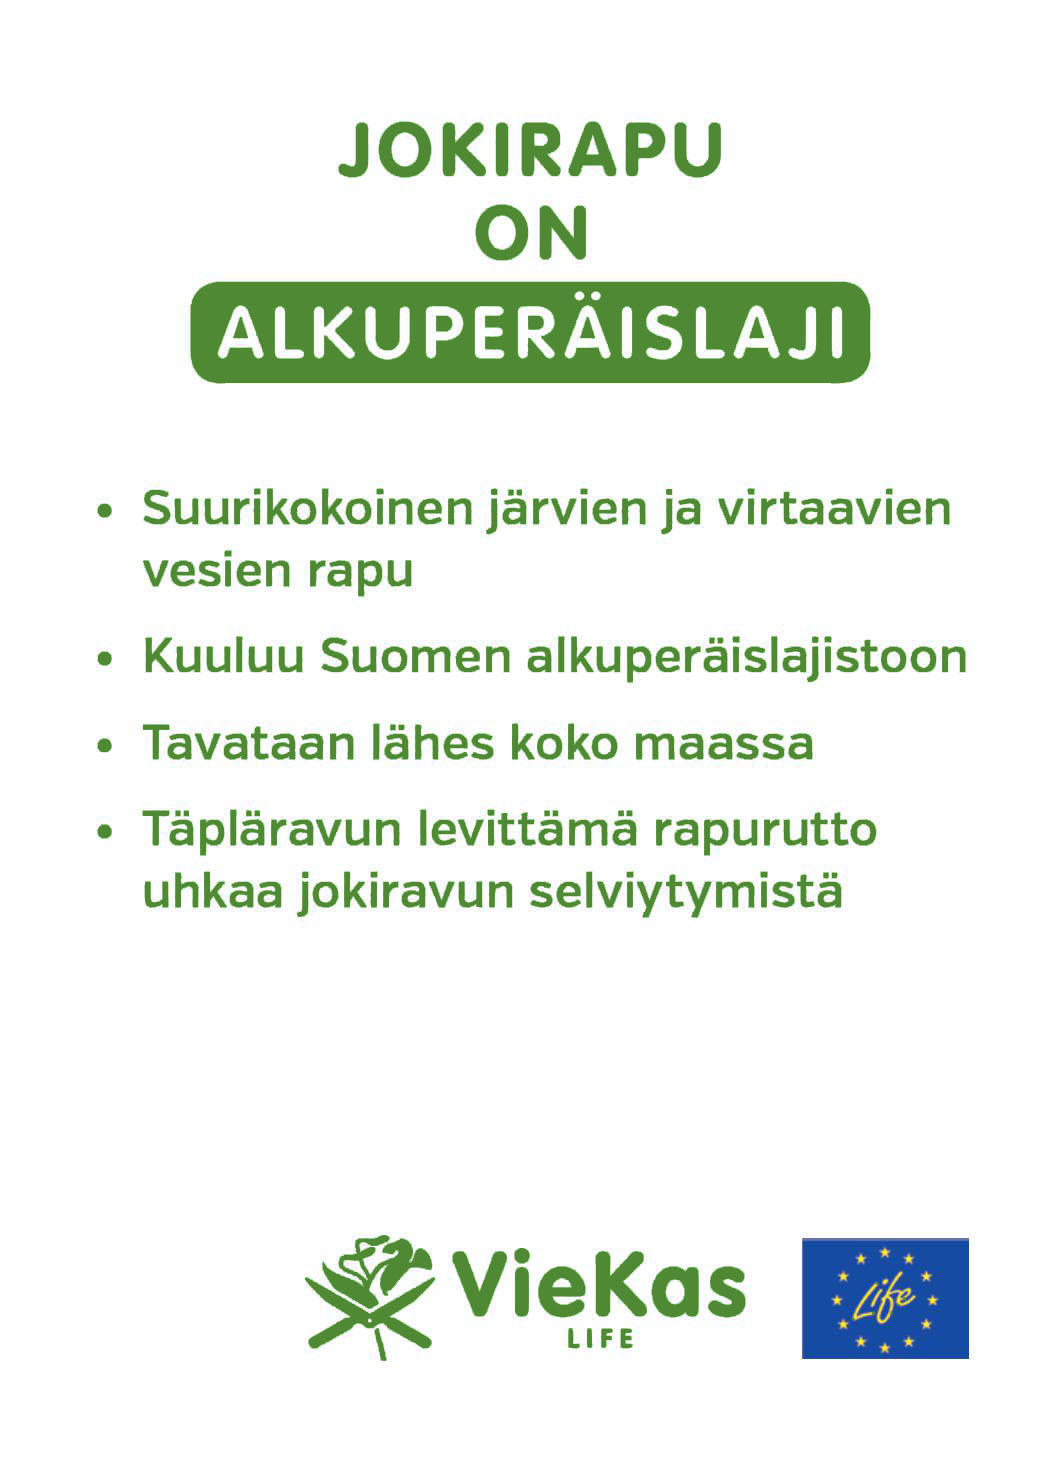 JOKIRAPU
ON
ALKUPERÄISLAJI
• Suurikokoinen järvien ja virtaavien
vesien rapu
• Kuuluu Suomen alkuperäislajistoon
• Tavataan lähes koko maassa
• Täpläravun levittämä rapurutto
uhkaa jokiravun selviytymistä
VieKas
LIFE
Life